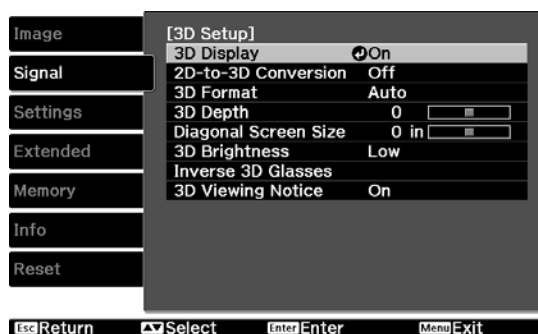 Image
Signal
Settings
Extended
Memory
Info
Reset
[3D Setup]
3D Display On
2D-to-3D Conversion Off
3D Format Auto
3D Depth 0
Diagonal Screen Size 0 in
3D Brightness Low
Inverse 3D Glasses
3D Viewing Notice On
Esc Return Select Enter Enter Menu Exit